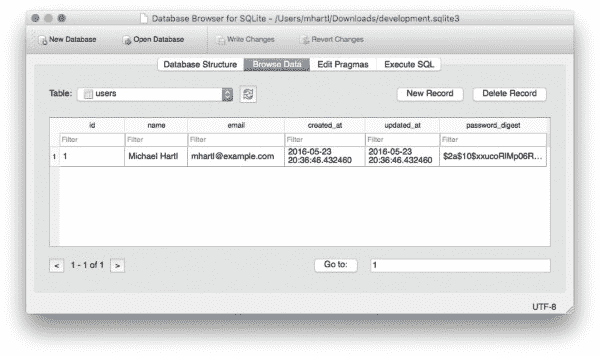 Database Browser for SQLite - /Users/mhartl/Downloads/development.sqlite3
New Database Open Database Write Changes Revert Changes
Database Structure Browse Data Edit Pragmas Execute SQL
Table: users New Record Delete Record
id name email created_at updated_at password_digest
Filter Filter Filter Filter Filter Filter
1 1 Michael Hartl mhartl@example.com 2016-05-23 20:36:46.432460 2016-05-23 20:36:46.432460 $2a$10$xxucoRlMp06R...
< 1 - 1 of 1 > Go to: 1
UTF-8